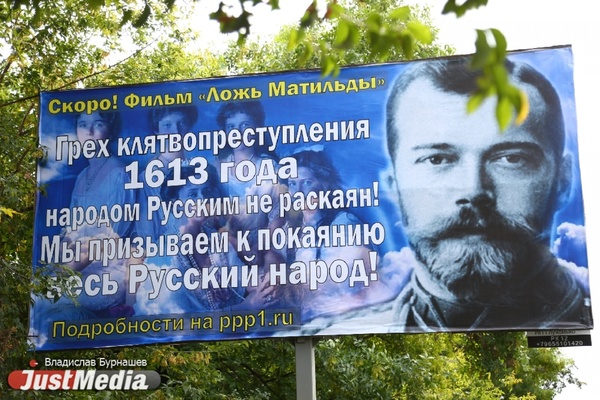 Скоро! Фильм «Ложь Матильды»
Грех клятвопреступления
1613 года
народом Русским не раскаян!
Мы призываем к покаянию
весь Русский народ!
Подробности на ppp1.ru
+79655101420
Владислав Бурнашев
JustMedia